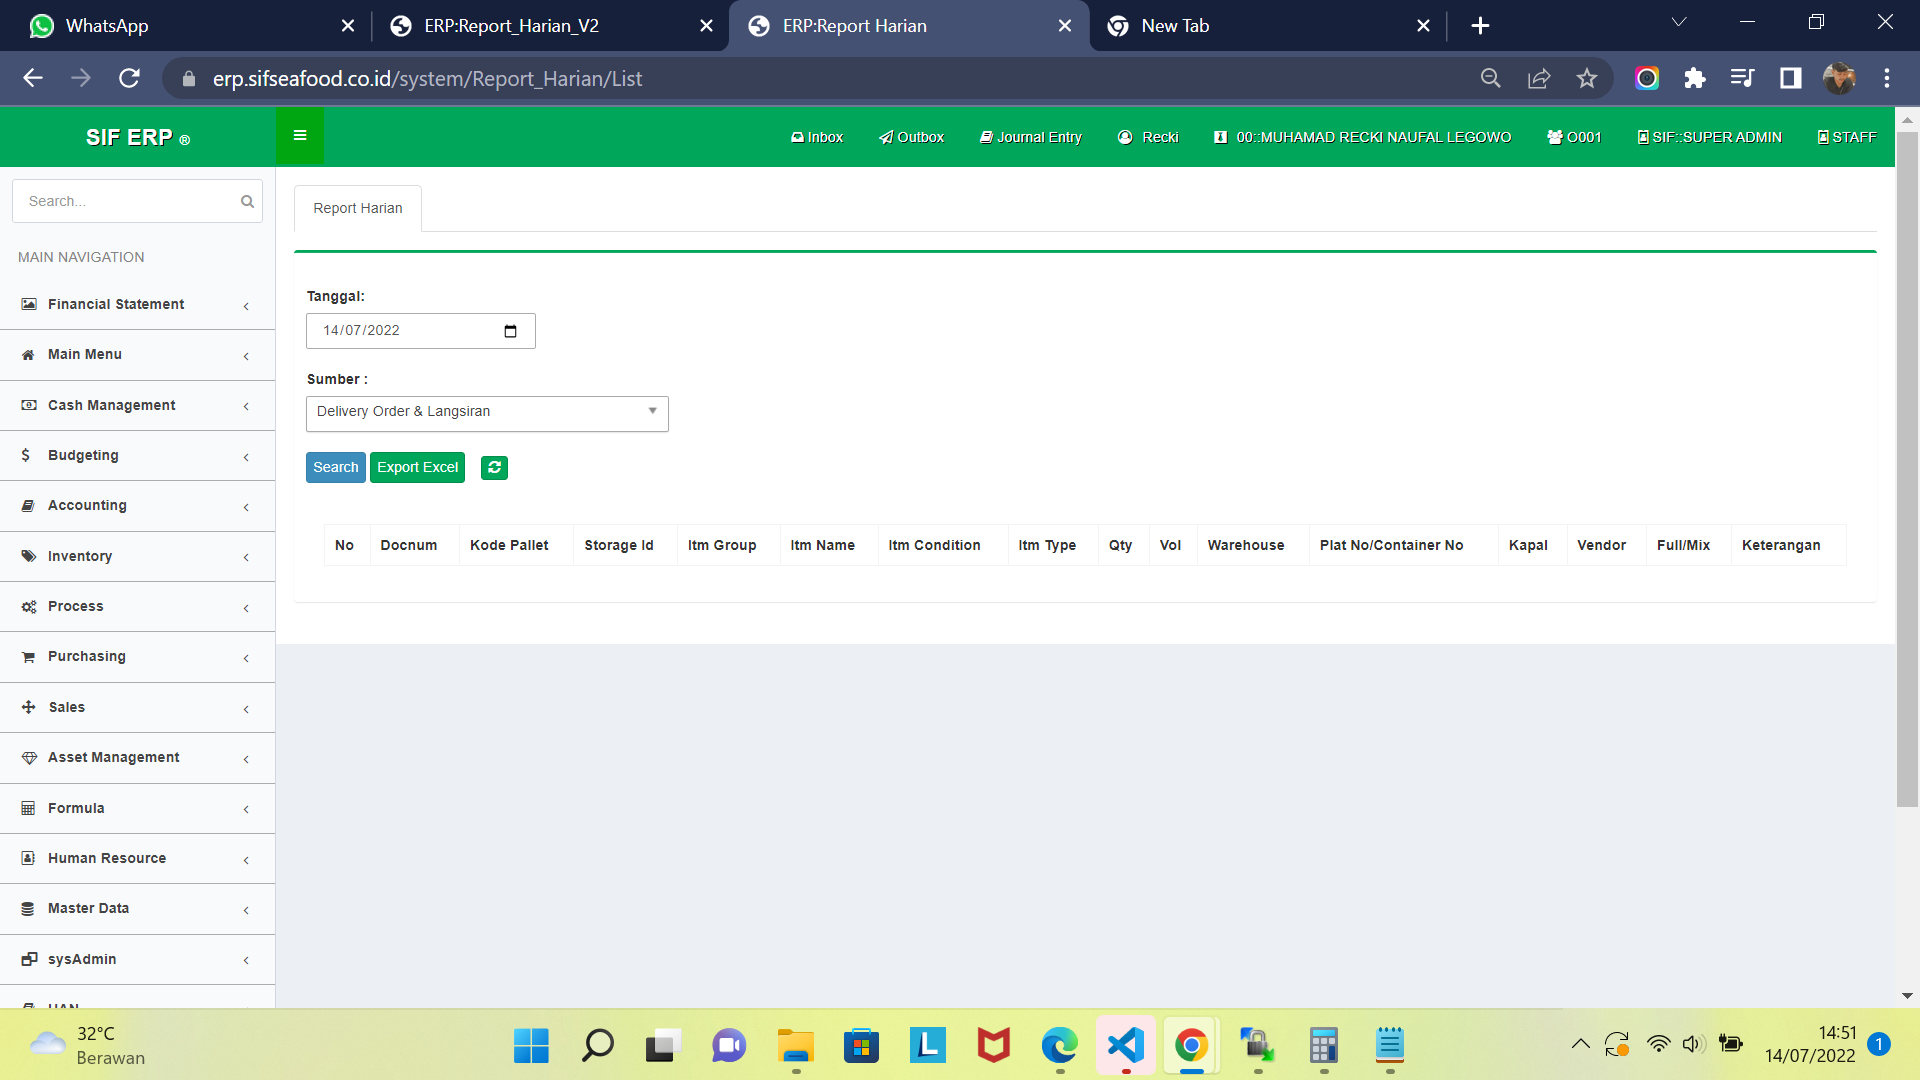 WhatsApp
ERP:Report_Harian_V2
ERP:Report Harian
New Tab
erp.sifseafood.co.id/system/Report_Harian/List
SIF ERP ®
Inbox
Outbox
Journal Entry
Recki
00::MUHAMAD RECKI NAUFAL LEGOWO
O001
SIF::SUPER ADMIN
STAFF
Search...
MAIN NAVIGATION
Financial Statement
Main Menu
Cash Management
Budgeting
Accounting
Inventory
Process
Purchasing
Sales
Asset Management
Formula
Human Resource
Master Data
sysAdmin
Report Harian
Tanggal:
14/07/2022
Sumber :
Delivery Order & Langsiran
Search Export Excel
No Docnum Kode Pallet Storage Id Itm Group Itm Name Itm Condition Itm Type Qty Vol Warehouse Plat No/Container No Kapal Vendor Full/Mix Keterangan
32°C
Berawan
14:51
14/07/2022
1